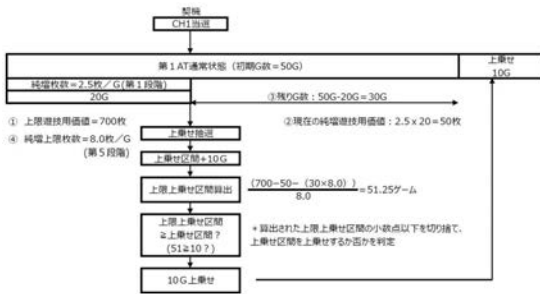 契機
CH1当選
第1AT通常状態（初期G数＝50G）
上乗せ
10G
純増枚数＝2.5枚／G(第1段階)
20G
③残りG数：50G-20G＝30G
① 上限遊技用価値＝700枚
②現在の純増遊技用価値：2.5ｘ20＝50枚
④ 純増上限枚数＝8.0枚／G
(第5段階)
上乗せ抽選
上乗せ区間+10G
上限上乗せ区間算出
(700−50−（30×8.0）)
8.0
＝51.25ゲーム
上限上乗せ区間
≧上乗せ区間？
(51≧10？)
＊算出された上限上乗せ区間の小数点以下を切り捨て、
上乗せ区間を上乗せするか否かを判定
10G上乗せ